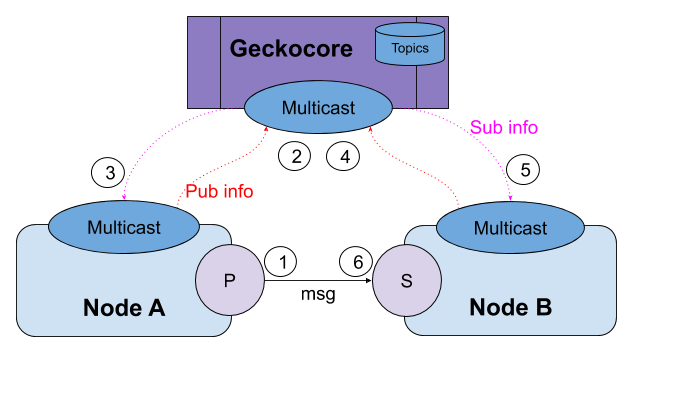 Geckocore
Topics
Multicast
Sub info
2
4
3
5
Pub info
Multicast
Multicast
1
6
P
S
msg
Node A
Node B